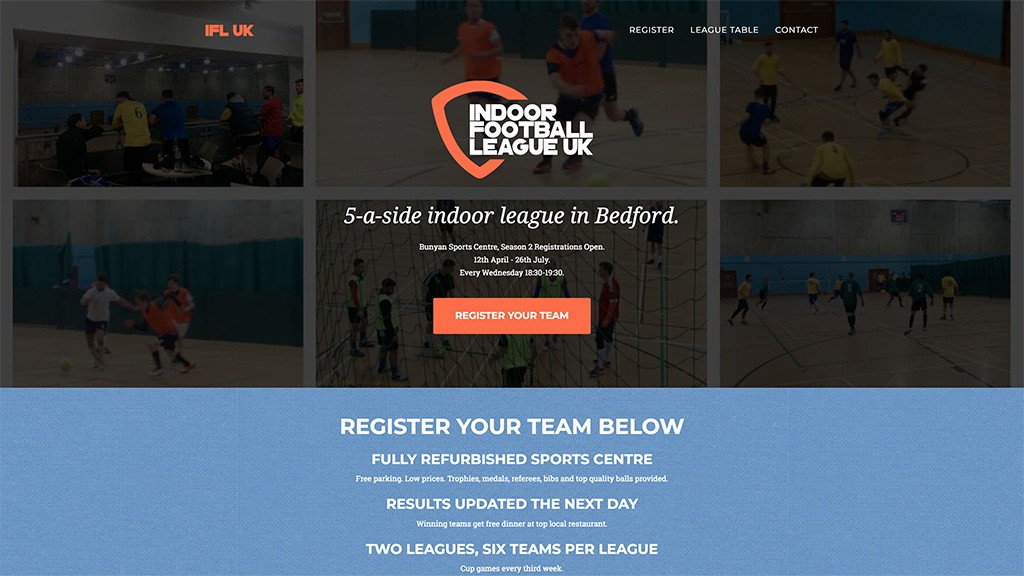 IFL UK
REGISTER LEAGUE TABLE CONTACT
INDOOR
FOOTBALL
LEAGUE UK
5-a-side indoor league in Bedford.
Bunyan Sports Centre, Season 2 Registrations Open.
12th April - 26th July.
Every Wednesday 18:30-19:30.
REGISTER YOUR TEAM
REGISTER YOUR TEAM BELOW
FULLY REFURBISHED SPORTS CENTRE
Free parking. Low prices. Trophies, medals, referees, bibs and top quality balls provided.
RESULTS UPDATED THE NEXT DAY
Winning teams get free dinner at top local restaurant.
TWO LEAGUES, SIX TEAMS PER LEAGUE
Cup games every third week.